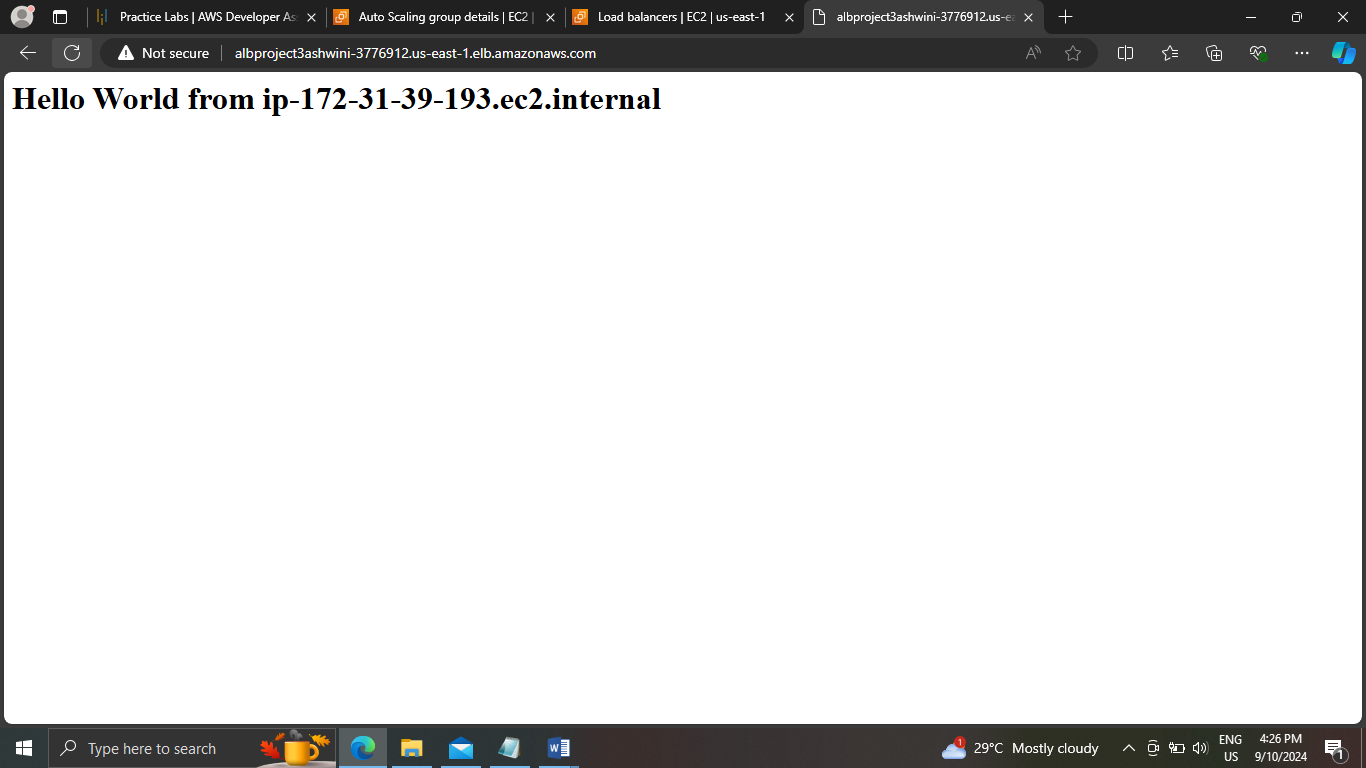 Practice Labs | AWS Developer As
Auto Scaling group details | EC2 |
Load balancers | EC2 | us-east-1
albproject3ashwini-3776912.us-ea
Not secure
albproject3ashwini-3776912.us-east-1.elb.amazonaws.com
Hello World from ip-172-31-39-193.ec2.internal
Type here to search
1
29°C Mostly cloudy
ENG
US
4:26 PM
9/10/2024
1